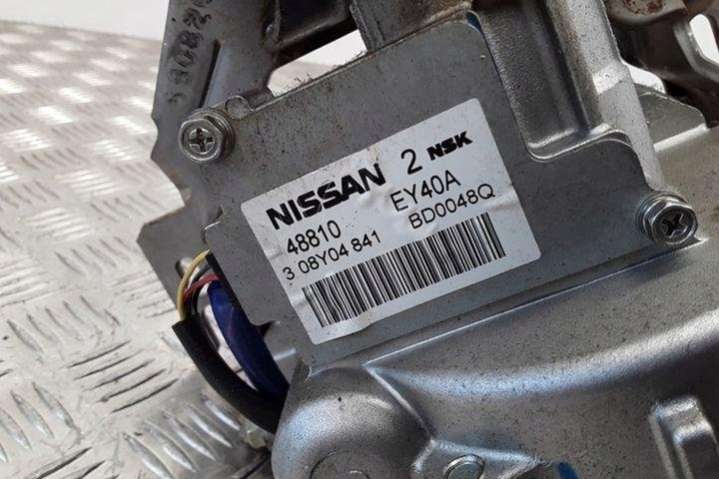 NISSAN 2 NSK
48810 EY40A
3 08Y04 841 BD0048Q